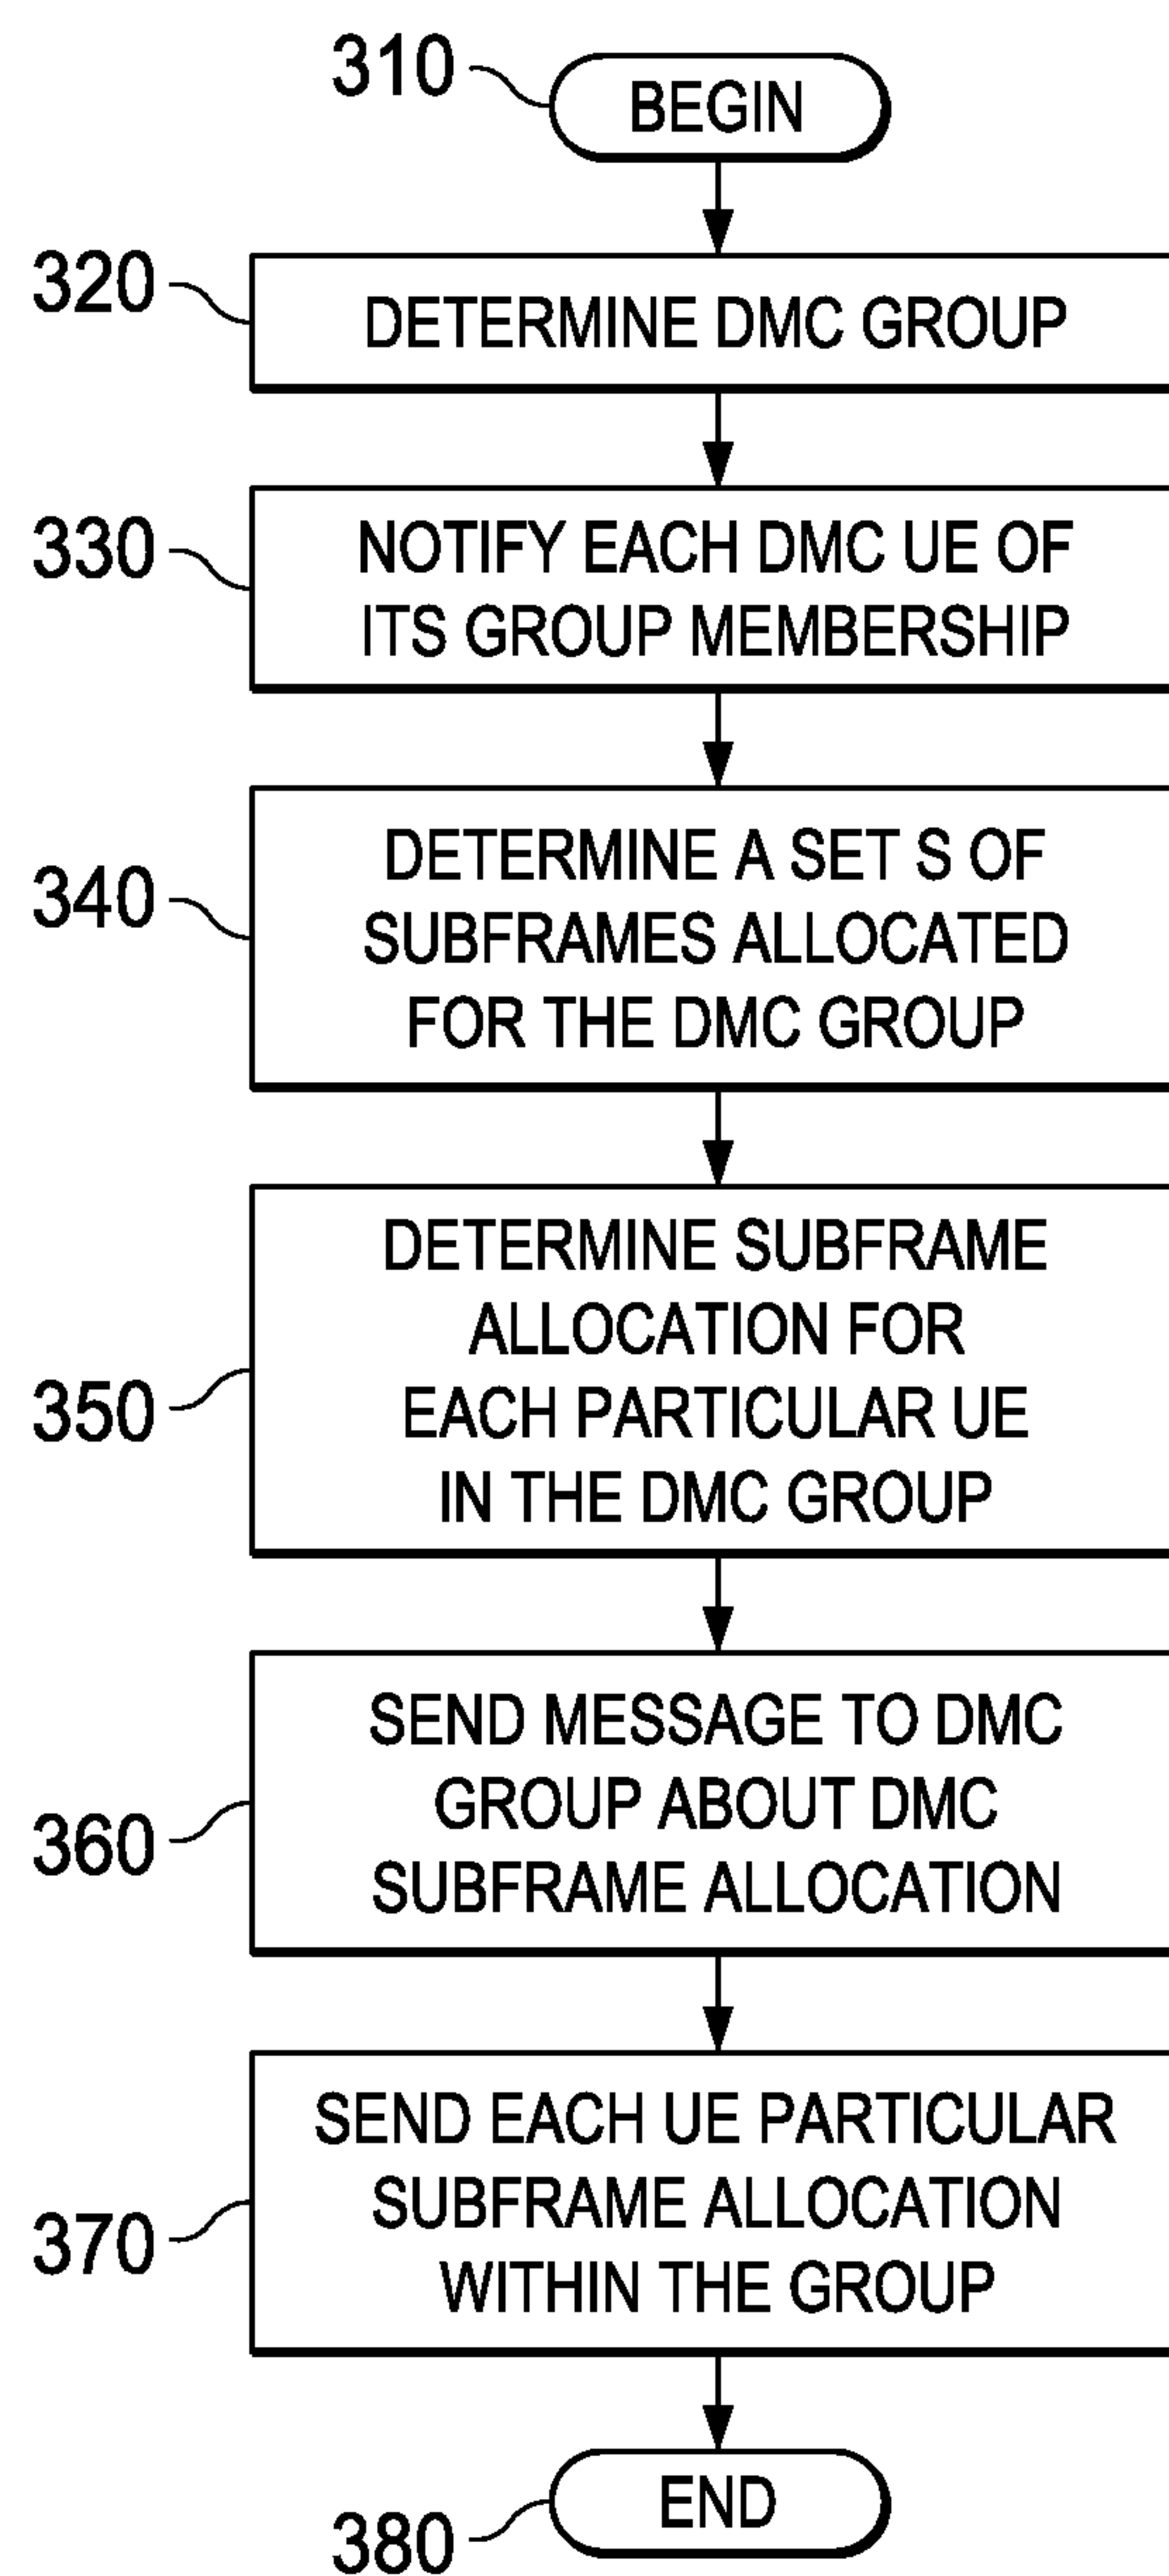 310
BEGIN
320
DETERMINE DMC GROUP
330
NOTIFY EACH DMC UE OF
ITS GROUP MEMBERSHIP
340
DETERMINE A SET S OF
SUBFRAMES ALLOCATED
FOR THE DMC GROUP
350
DETERMINE SUBFRAME
ALLOCATION FOR
EACH PARTICULAR UE
IN THE DMC GROUP
360
SEND MESSAGE TO DMC
GROUP ABOUT DMC
SUBFRAME ALLOCATION
370
SEND EACH UE PARTICULAR
SUBFRAME ALLOCATION
WITHIN THE GROUP
END
380